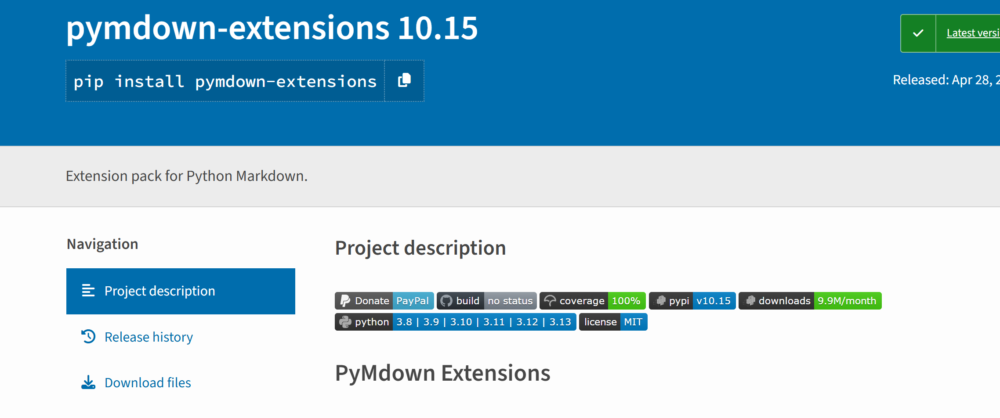 pymdown-extensions 10.15
Latest versi
pip install pymdown-extensions
Released: Apr 28, 2
Extension pack for Python Markdown.
Navigation
Project description
Release history
Download files
Project description
Donate PayPal build no status coverage 100% pypi v10.15 downloads 9.9M/month
python 3.8 | 3.9 | 3.10 | 3.11 | 3.12 | 3.13 license MIT
PyMdown Extensions